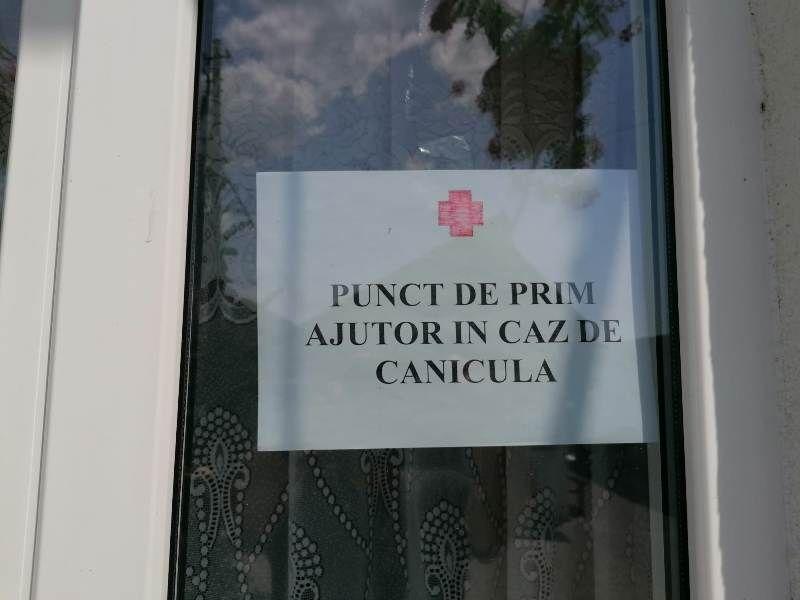 PUNCT DE PRIM
AJUTOR IN CAZ DE
CANICULA